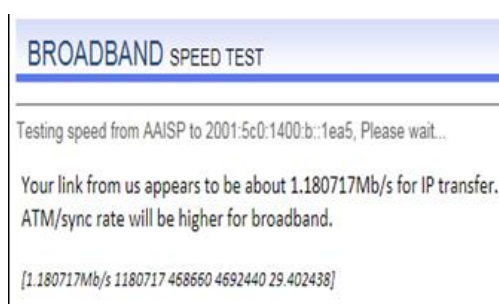 BROADBAND SPEED TEST
Testing speed from AAISP to 2001:5c0:1400:b::1ea5, Please wait...
Your link from us appears to be about 1.180717Mb/s for IP transfer.
ATM/sync rate will be higher for broadband.
[1.180717Mb/s 1180717 468660 4692440 29.402438]